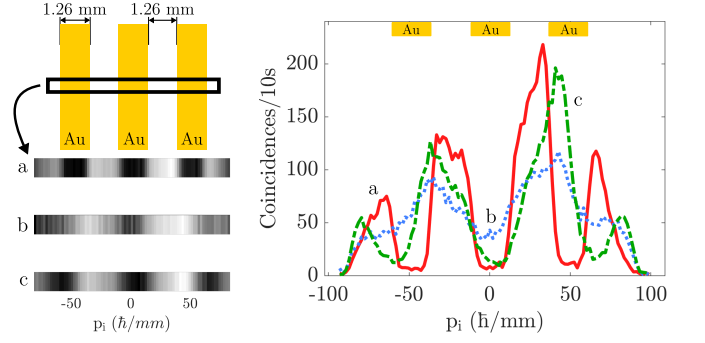 1.26 mm 1.26 mm
Au Au Au
a
b
c
-50 0 50
pᵢ (ħ/mm)
Au Au Au
Coincidences/10s
200
150
100
50
0
a
b
c
-100 -50 0 50 100
pᵢ (ħ/mm)